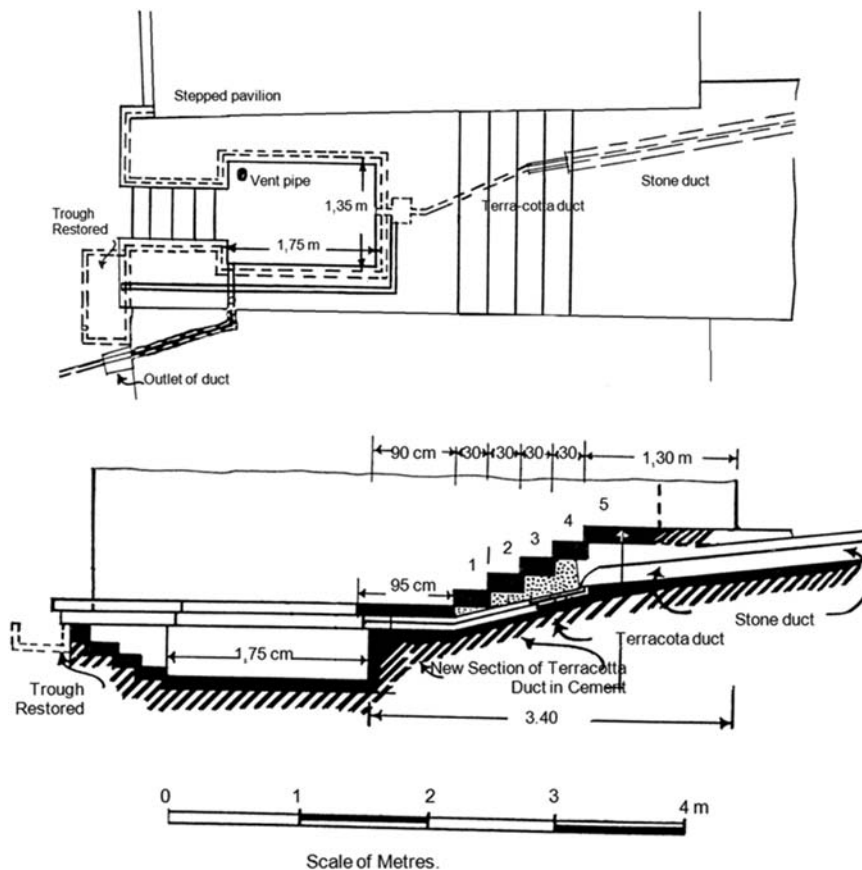 Stepped pavilion
Vent pipe
1,35 m
Stone duct
Terra-cotta duct
Trough
Restored
1,75 m
Outlet of duct
90 cm
30
30
30
30
1,30 m
5
4
3
2
1
95 cm
Stone duct
Terracota duct
1,75 cm
New Section of Terracotta
Duct in Cement
Trough
Restored
3.40
0
1
2
3
4 m
Scale of Metres.